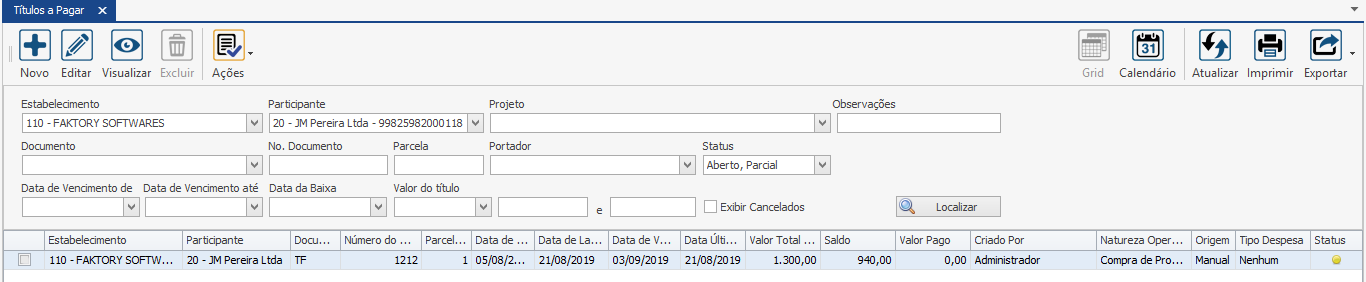 Títulos a Pagar
Novo Editar Visualizar Excluir Ações Grid 31 Calendário Atualizar Imprimir Exportar
Estabelecimento Participante Projeto Observações
110 - FAKTORY SOFTWARES 20 - JM Pereira Ltda - 99825982000118
Documento No. Documento Parcela Portador Status
Aberto, Parcial
Data de Vencimento de Data de Vencimento até Data da Baixa Valor do título
e Exibir Cancelados Localizar
Estabelecimento Participante Docu... Número do ... Parcel... Data de ... Data de La... Data de V... Data Últi... Valor Total ... Saldo Valor Pago Criado Por Natureza Oper... Origem Tipo Despesa Status
110 - FAKTORY SOFTW... 20 - JM Pereira Ltda TF 1212 1 05/08/2... 21/08/2019 03/09/2019 21/08/2019 1.300,00 940,00 0,00 Administrador Compra de Pro... Manual Nenhum